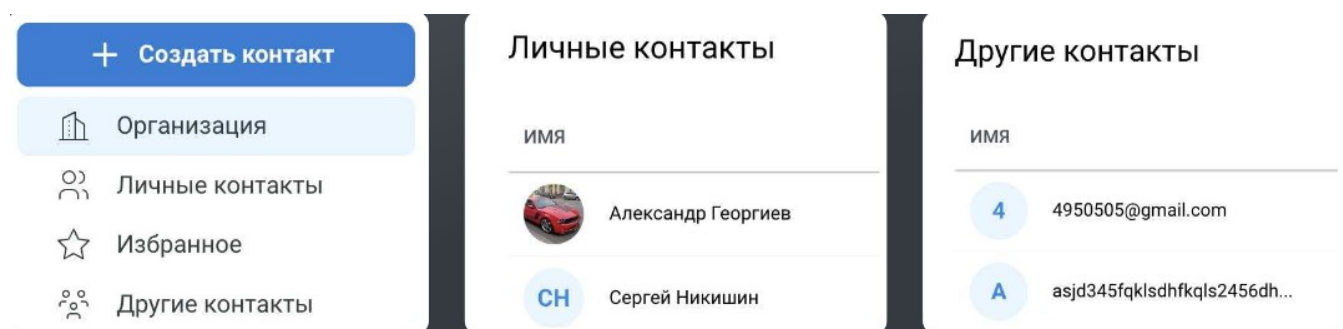 + Создать контакт
Организация
Личные контакты
Избранное
Другие контакты
Личные контакты
ИМЯ
Александр Георгиев
СН
Сергей Никишин
Другие контакты
ИМЯ
4
4950505@gmail.com
A
asjd345fqklsdhfkqls2456dh...